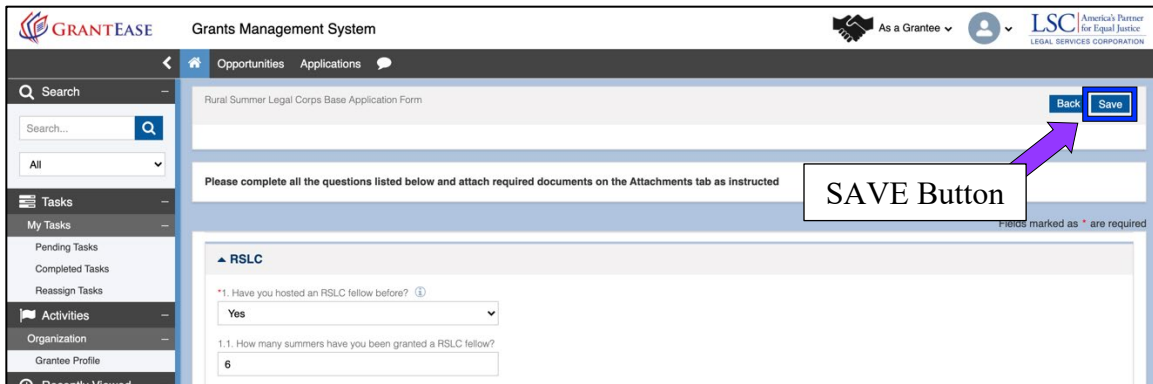 GRANTEASE
Grants Management System
As a Grantee
LSC America's Partner for Equal Justice
LEGAL SERVICES CORPORATION
Opportunities Applications
Search
Search...
All
Tasks
My Tasks
Pending Tasks
Completed Tasks
Reassign Tasks
Activities
Organization
Grantee Profile
Recently Viewed
Rural Summer Legal Corps Base Application Form
Back Save
Please complete all the questions listed below and attach required documents on the Attachments tab as instructed
SAVE Button
Fields marked as * are required
RSLC
*1. Have you hosted an RSLC fellow before?
Yes
1.1. How many summers have you been granted a RSLC fellow?
6